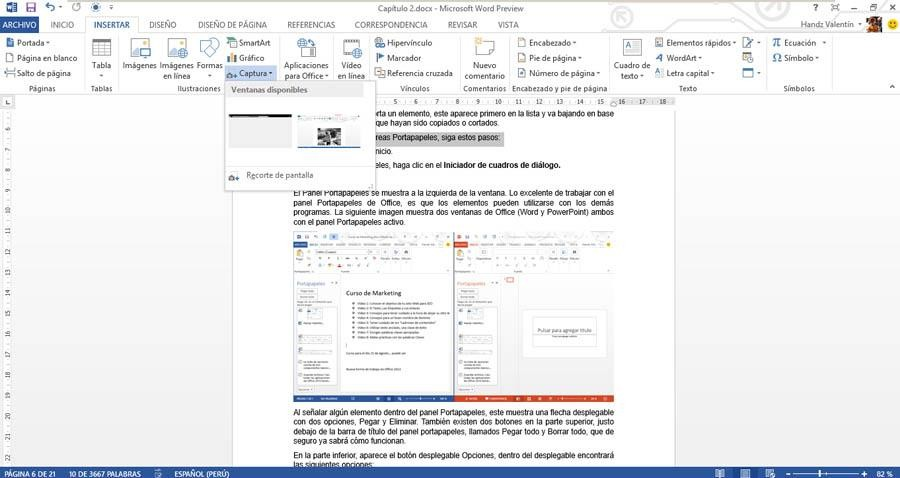 Capítulo 2.docx - Microsoft Word Preview
ARCHIVO INICIO INSERTAR DISEÑO DISEÑO DE PÁGINA REFERENCIAS CORRESPONDENCIA REVISAR VISTA
Handz Valentin
Portada
Página en blanco
Salto de página
Páginas
Tabla
Tablas
Imágenes
Imágenes en línea
Formas
SmartArt
Gráfico
Captura
Ilustraciones
Aplicaciones para Office
Vídeo en línea
Hipervínculo
Marcador
Referencia cruzada
Vínculos
Nuevo comentario
Comentarios
Encabezado
Pie de página
Número de página
Encabezado y pie de página
Cuadro de texto
Elementos rápidos
WordArt
Letra capital
Texto
Ecuación
Símbolo
Símbolos
Ventanas disponibles
Recorte de pantalla
rta un elemento, este aparece primero en la lista y va bajando en base
que hayan sido copiados o cortados.
reas Portapapeles, siga estos pasos:
nicio.
eles, haga clic en el Iniciador de cuadros de diálogo.
El Panel Portapapeles se muestra a la izquierda de la ventana. Lo excelente de trabajar con el
panel Portapapeles de Office, es que los elementos pueden utilizarse con los demás
programas. La siguiente imagen muestra dos ventanas de Office (Word y PowerPoint) ambos
con el panel Portapapeles activo.
Portapapeles
Curso de Marketing
Portapapeles
Pulsar para agregar título
Al señalar algún elemento dentro del panel Portapapeles, este muestra una flecha desplegable
con dos opciones, Pegar y Eliminar. También existen dos botones en la parte superior, justo
debajo de la barra de título del panel portapapeles, llamados Pegar todo y Borrar todo, que de
seguro ya sabrá cómo funcionan.
En la parte inferior, aparece el botón desplegable Opciones, dentro del desplegable encontrará
las siguientes opciones:
PÁGINA 6 DE 21 10 DE 3667 PALABRAS ESPAÑOL (PERÚ) 82 %